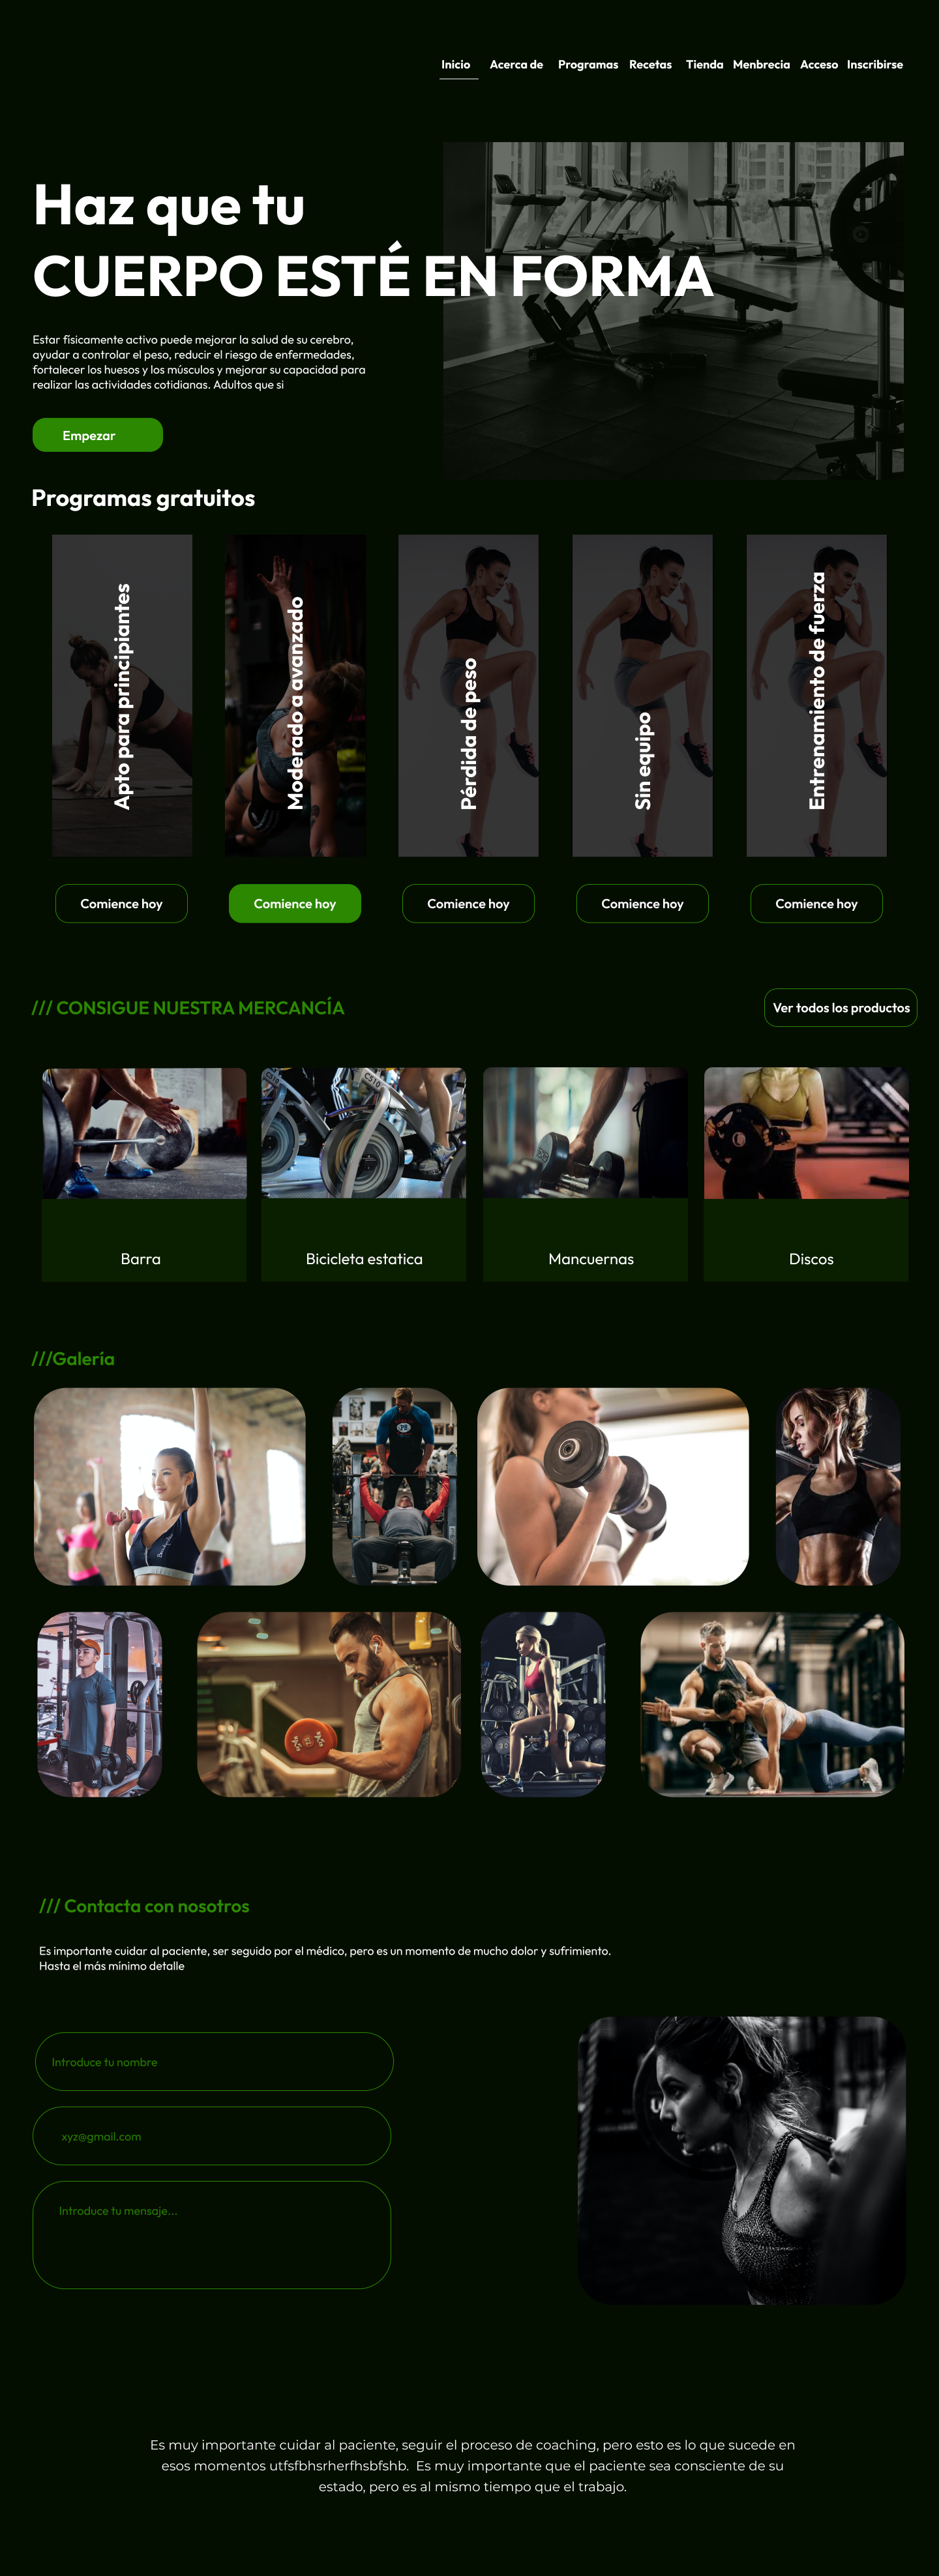 Inicio Acerca de Programas Recetas Tienda Menbrecia Acceso Inscribirse
Haz que tu
CUERPO ESTÉ EN FORMA
Estar físicamente activo puede mejorar la salud de su cerebro,
ayudar a controlar el peso, reducir el riesgo de enfermedades,
fortalecer los huesos y los músculos y mejorar su capacidad para
realizar las actividades cotidianas. Adultos que si
Empezar
Programas gratuitos
Apto para principiantes
Moderado a avanzado
Pérdida de peso
Sin equipo
Entrenamiento de fuerza
Comience hoy
Comience hoy
Comience hoy
Comience hoy
Comience hoy
/// CONSIGUE NUESTRA MERCANCÍA
Ver todos los productos
Barra
Bicicleta estatica
Mancuernas
Discos
///Galería
/// Contacta con nosotros
Es importante cuidar al paciente, ser seguido por el médico, pero es un momento de mucho dolor y sufrimiento.
Hasta el más mínimo detalle
Introduce tu nombre
xyz@gmail.com
Introduce tu mensaje...
Es muy importante cuidar al paciente, seguir el proceso de coaching, pero esto es lo que sucede en
esos momentos utfsfbhsrherfhsbfshb. Es muy importante que el paciente sea consciente de su
estado, pero es al mismo tiempo que el trabajo.